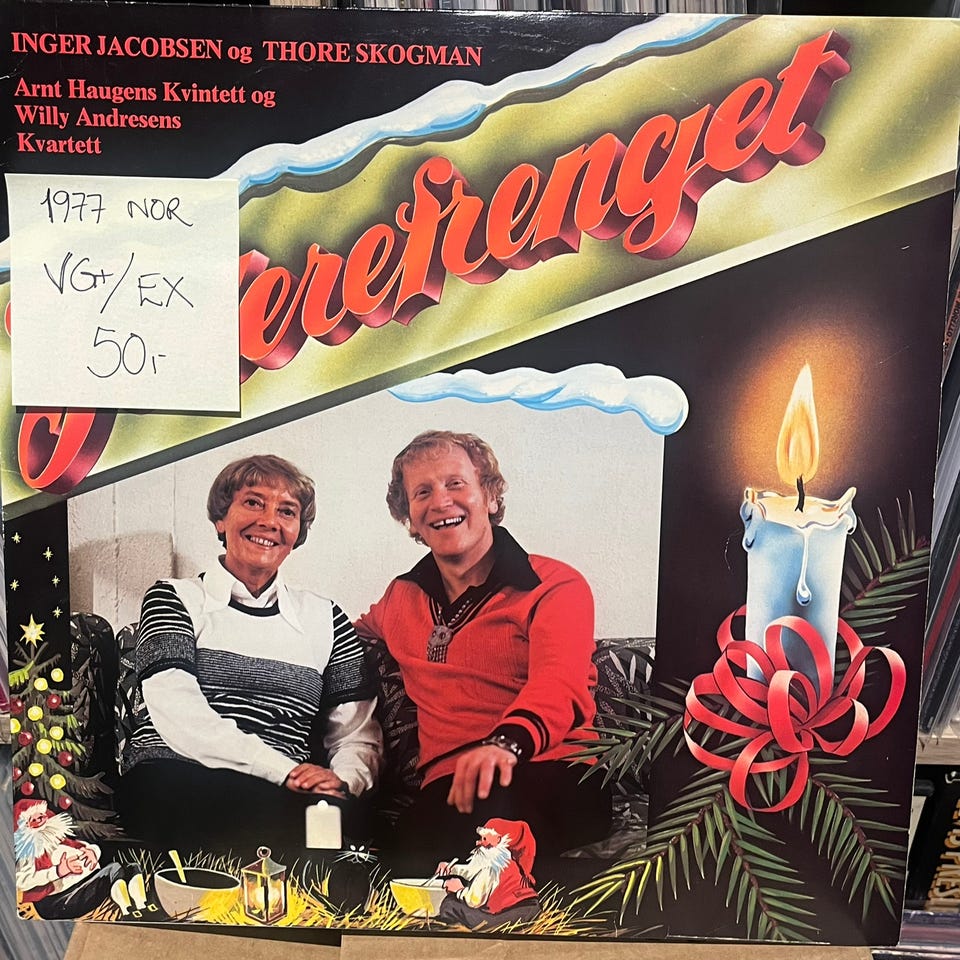 INGER JACOBSEN og THORE SKOGMAN
Arnt Haugens Kvintett og
Willy Andresens
Kvartett
erefrenget
1977 NOR
VG+/EX
50,-